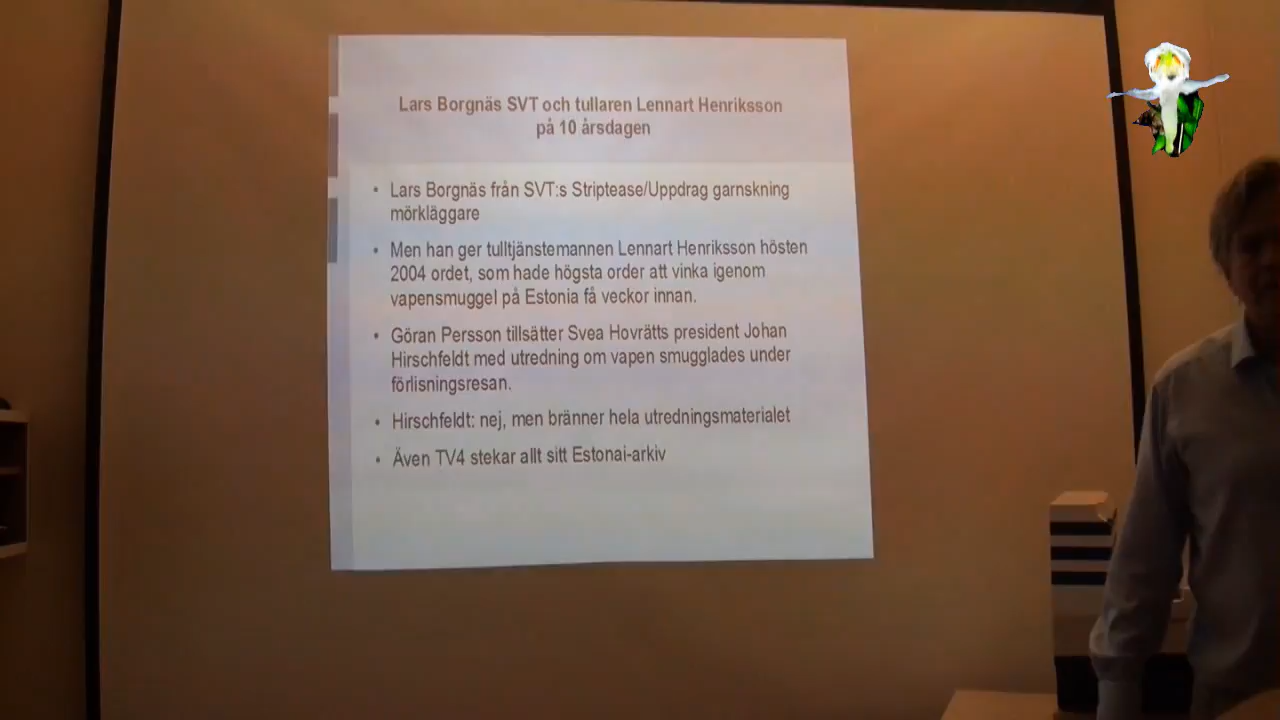 Lars Borgnäs SVT och tullaren Lennart Henriksson
på 10 årsdagen
• Lars Borgnäs från SVT:s Striptease/Uppdrag garnskning
mörkläggare
• Men han ger tulltjänstemannen Lennart Henriksson hösten
2004 ordet, som hade högsta order att vinka igenom
vapensmuggel på Estonia få veckor innan.
• Göran Persson tillsätter Svea Hovrätts president Johan
Hirschfeldt med utredning om vapen smugglades under
förlisningsresan.
• Hirschfeldt: nej, men bränner hela utredningsmaterialet
• Även TV4 stekar allt sitt Estonai-arkiv